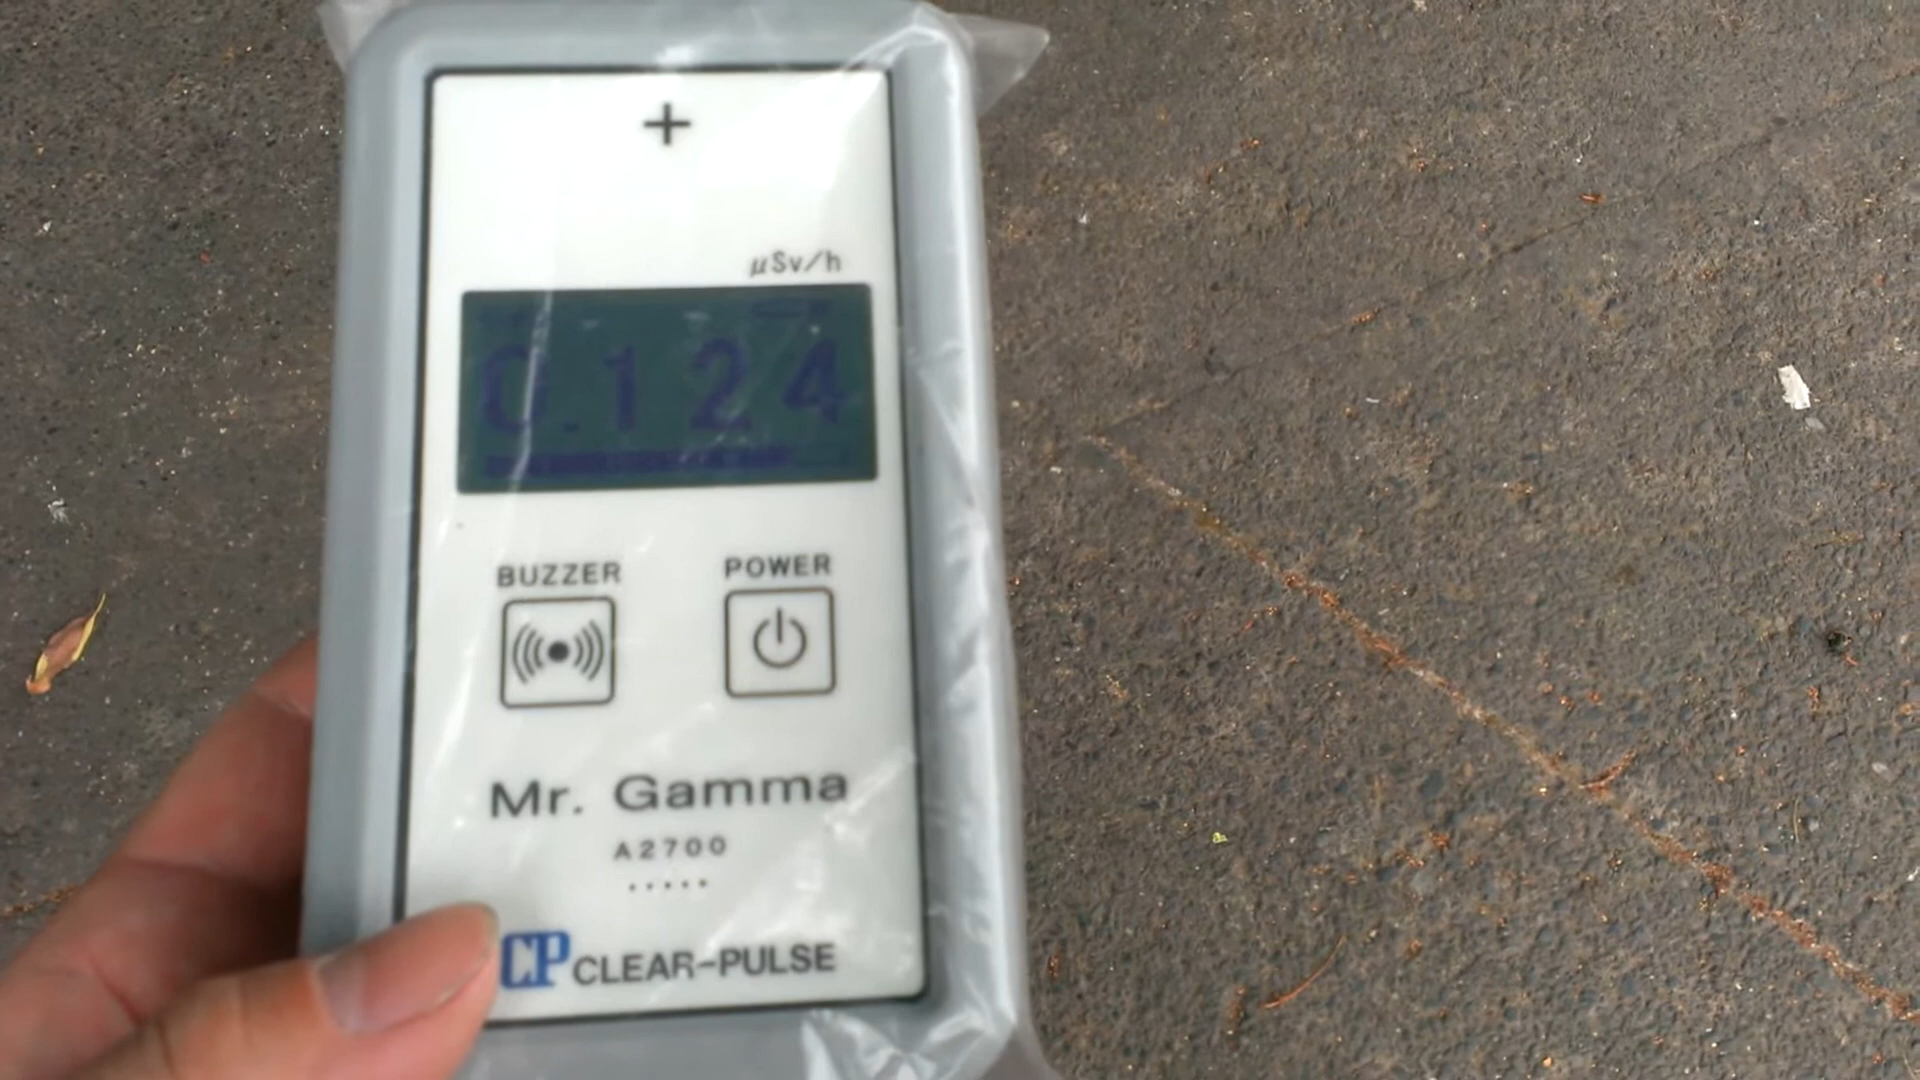 +
μSv/h
0.124
BUZZER
POWER
Mr. Gamma
A2700
CP CLEAR-PULSE